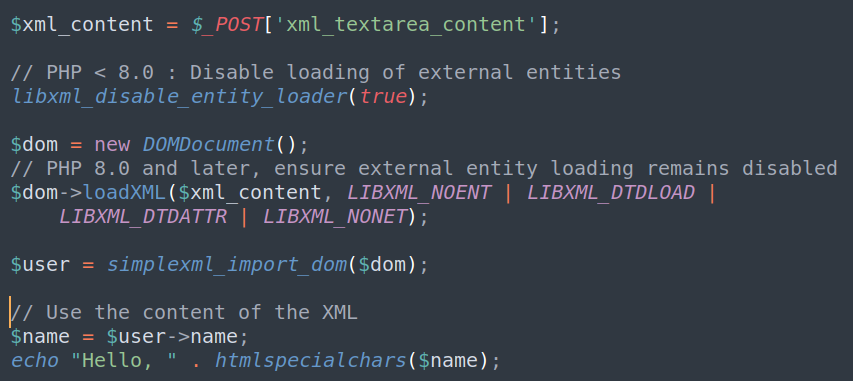 $xml_content = $_POST['xml_textarea_content'];
// PHP < 8.0 : Disable loading of external entities
libxml_disable_entity_loader(true);
$dom = new DOMDocument();
// PHP 8.0 and later, ensure external entity loading remains disabled
$dom->loadXML($xml_content, LIBXML_NOENT | LIBXML_DTDLOAD |
LIBXML_DTDATTR | LIBXML_NONET);
$user = simplexml_import_dom($dom);
// Use the content of the XML
$name = $user->name;
echo "Hello, " . htmlspecialchars($name);